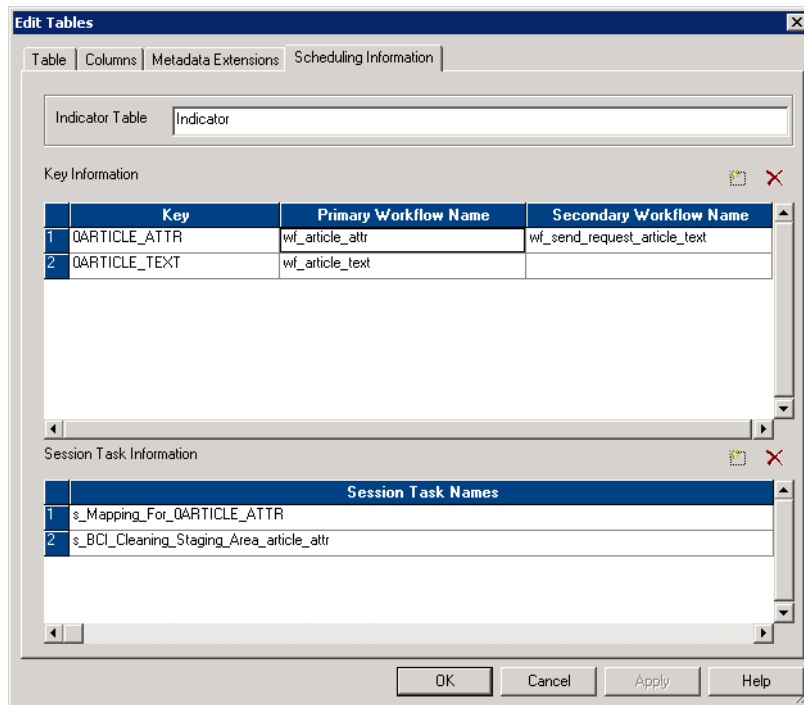 Edit Tables
Table Columns Metadata Extensions Scheduling Information
Indicator Table Indicator
Key Information
Key Primary Workflow Name Secondary Workflow Name
1 0ARTICLE_ATTR wf_article_attr wf_send_request_article_text
2 0ARTICLE_TEXT wf_article_text
Session Task Information
Session Task Names
1 s_Mapping_For_0ARTICLE_ATTR
2 s_BCI_Cleaning_Staging_Area_article_attr
OK Cancel Apply Help